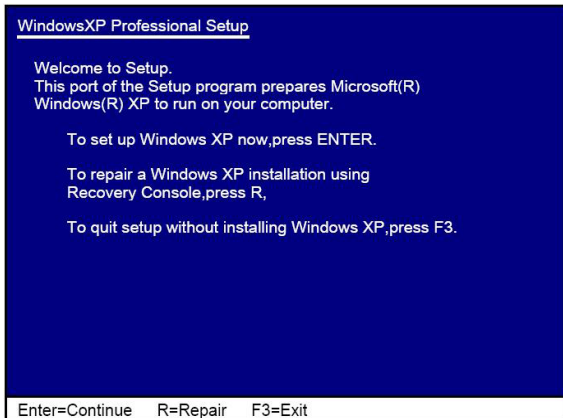 WindowsXP Professional Setup
Welcome to Setup.
This port of the Setup program prepares Microsoft(R)
Windows(R) XP to run on your computer.
To set up Windows XP now,press ENTER.
To repair a Windows XP installation using
Recovery Console,press R,
To quit setup without installing Windows XP,press F3.
Enter=Continue R=Repair F3=Exit